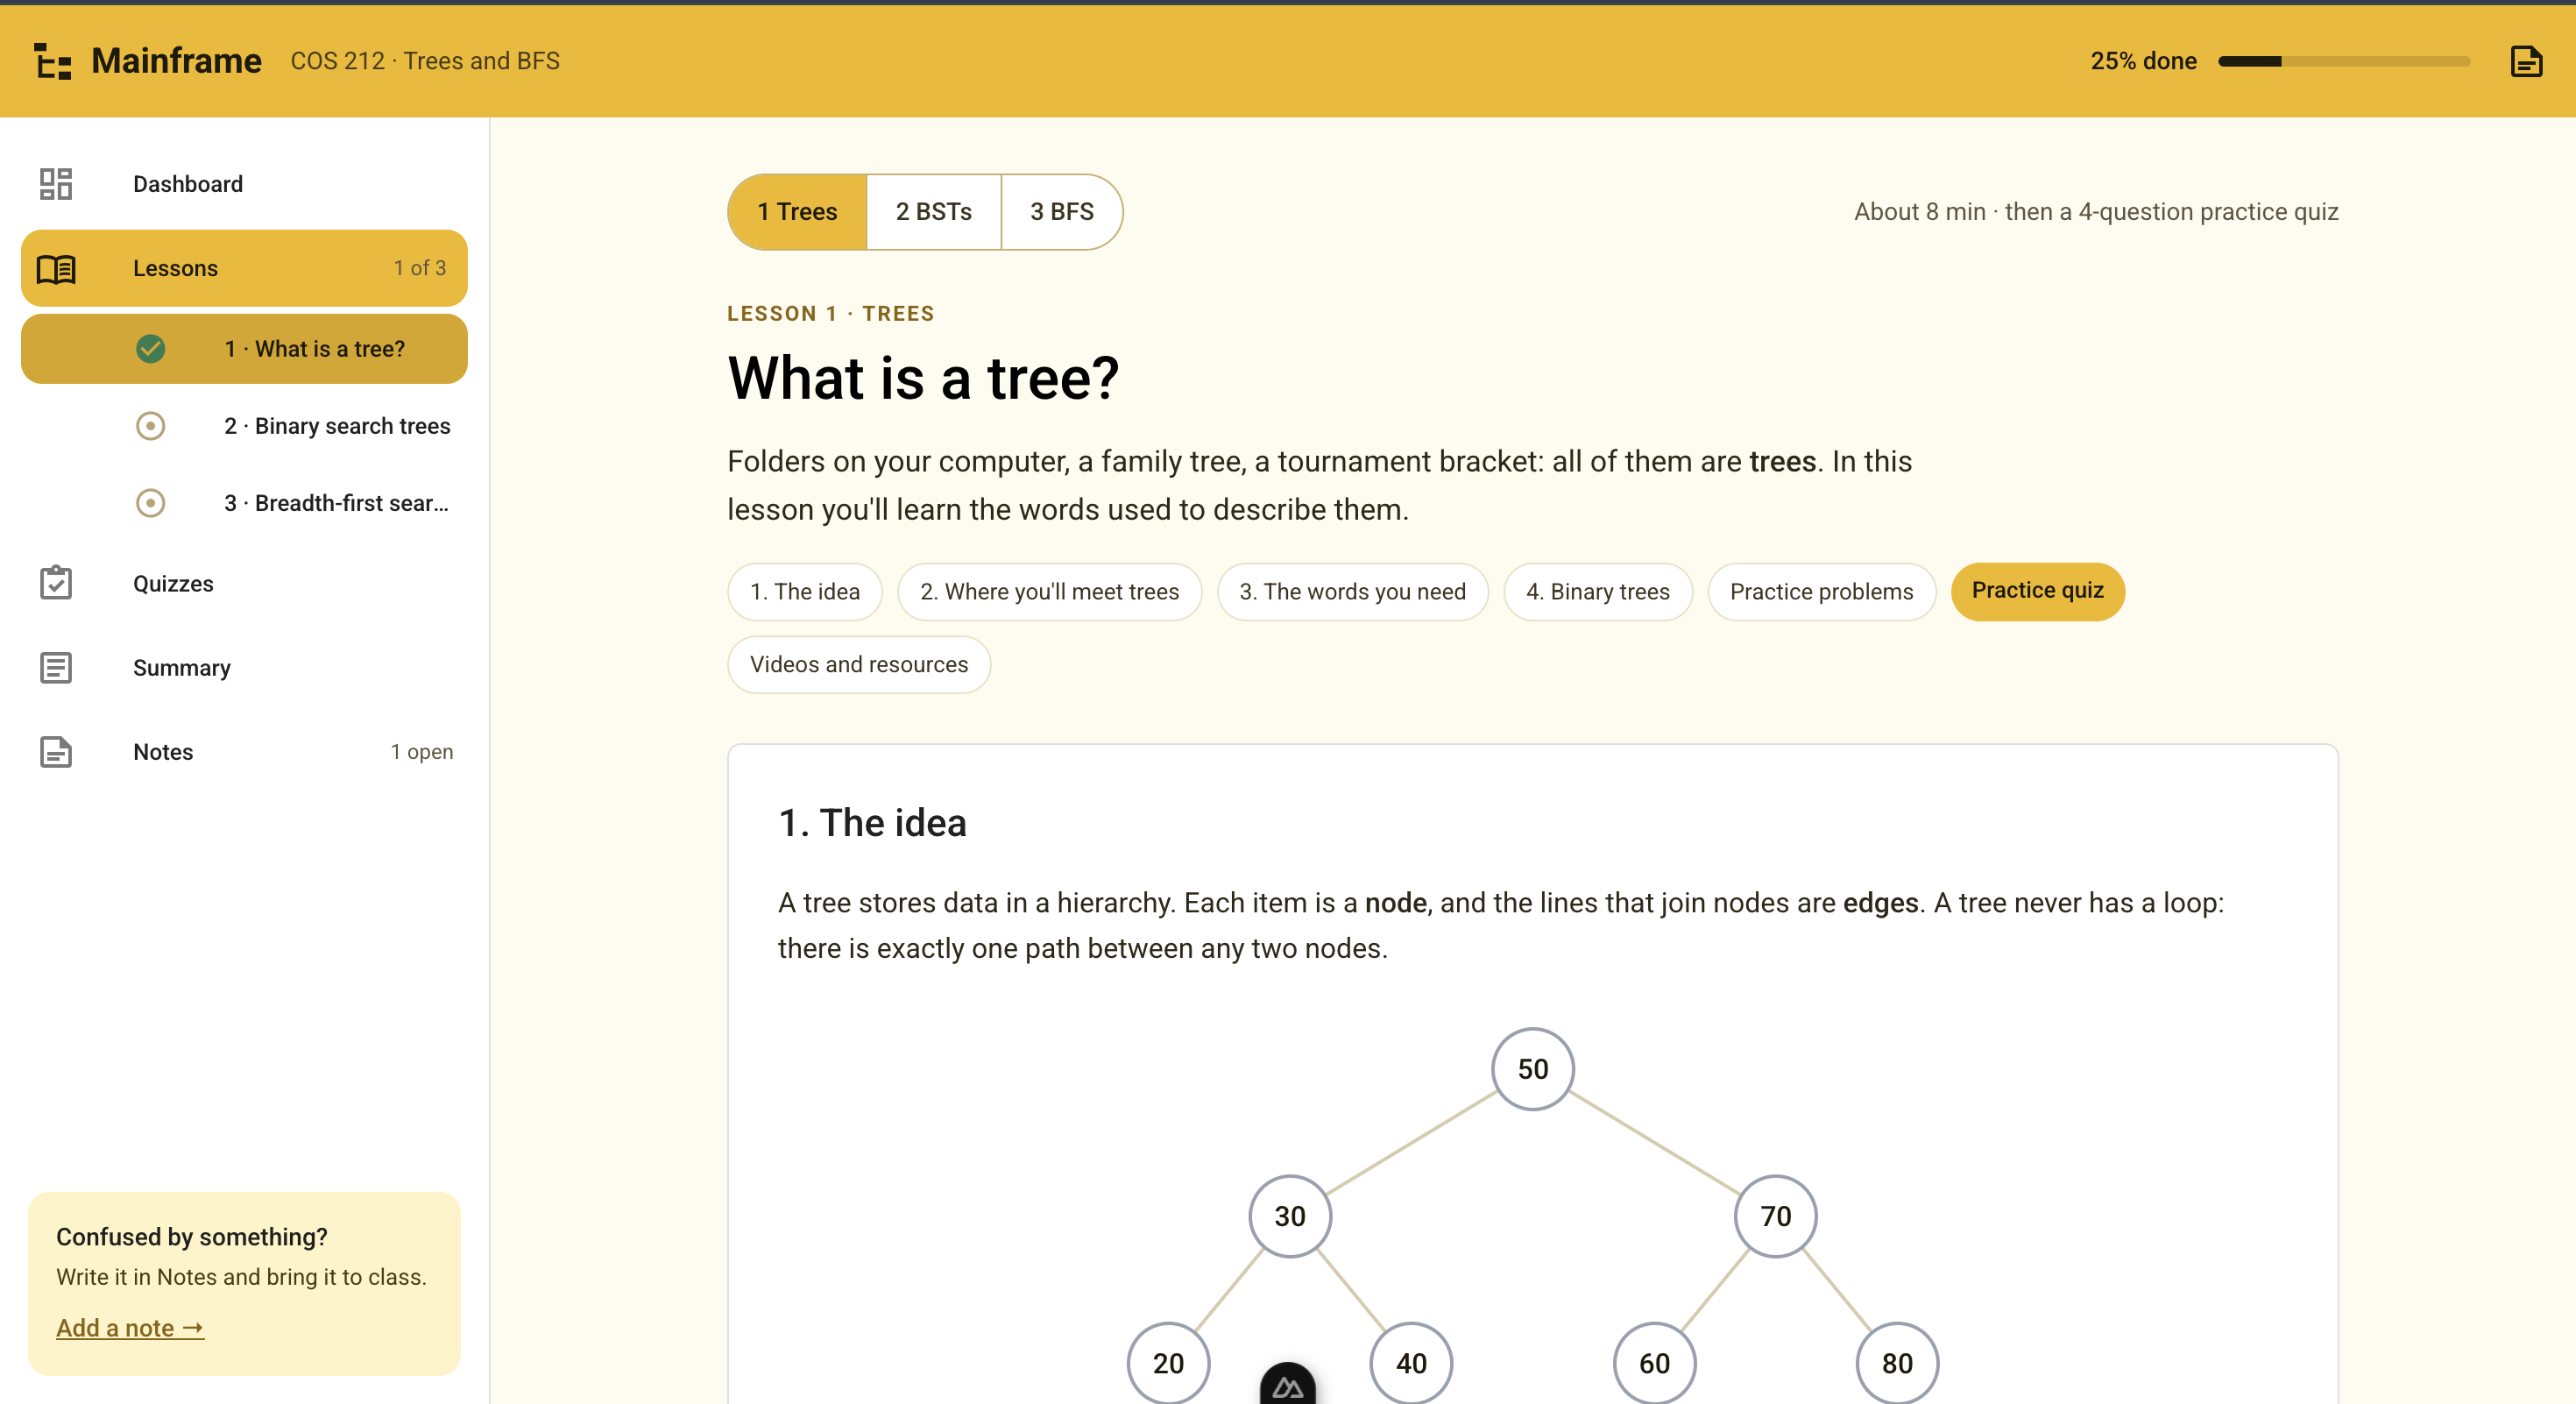 Mainframe COS 212 · Trees and BFS 25% done
Dashboard
Lessons 1 of 3
1 · What is a tree?
2 · Binary search trees
3 · Breadth-first sear...
Quizzes
Summary
Notes 1 open
Confused by something?
Write it in Notes and bring it to class.
Add a note →
1 Trees 2 BSTs 3 BFS
About 8 min · then a 4-question practice quiz
LESSON 1 · TREES
What is a tree?
Folders on your computer, a family tree, a tournament bracket: all of them are trees. In this
lesson you'll learn the words used to describe them.
1. The idea 2. Where you'll meet trees 3. The words you need 4. Binary trees Practice problems Practice quiz
Videos and resources
1. The idea
A tree stores data in a hierarchy. Each item is a node, and the lines that join nodes are edges. A tree never has a loop:
there is exactly one path between any two nodes.
50
30 70
20 40 60 80